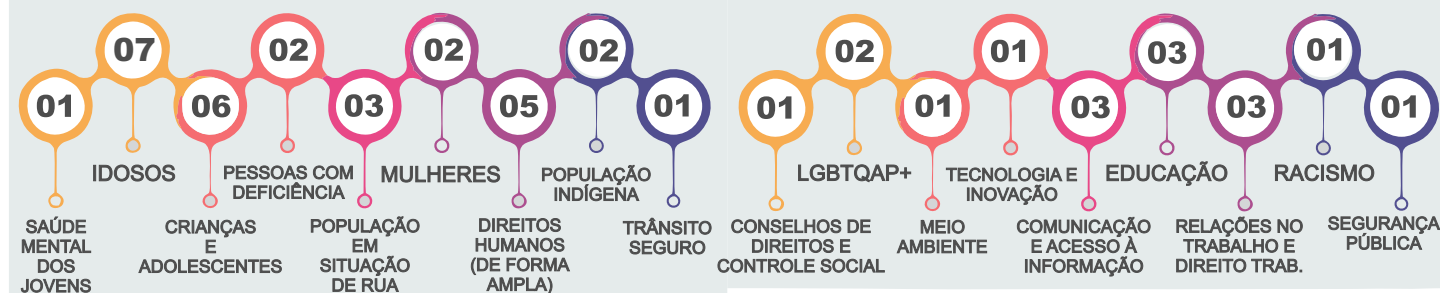 01
SAÚDE
MENTAL
DOS
JOVENS
07
IDOSOS
06
CRIANÇAS
E
ADOLESCENTES
02
PESSOAS COM
DEFICIÊNCIA
03
POPULAÇÃO
EM
SITUAÇÃO
DE RUA
02
MULHERES
05
DIREITOS
HUMANOS
(DE FORMA
AMPLA)
02
POPULAÇÃO
INDÍGENA
01
TRÂNSITO
SEGURO
01
CONSELHOS DE
DIREITOS E
CONTROLE SOCIAL
02
LGBTQAP+
01
MEIO
AMBIENTE
01
TECNOLOGIA E
INOVAÇÃO
03
COMUNICAÇÃO
E ACESSO À
INFORMAÇÃO
03
EDUCAÇÃO
03
RELAÇÕES NO
TRABALHO E
DIREITO TRAB.
01
RACISMO
01
SEGURANÇA
PÚBLICA